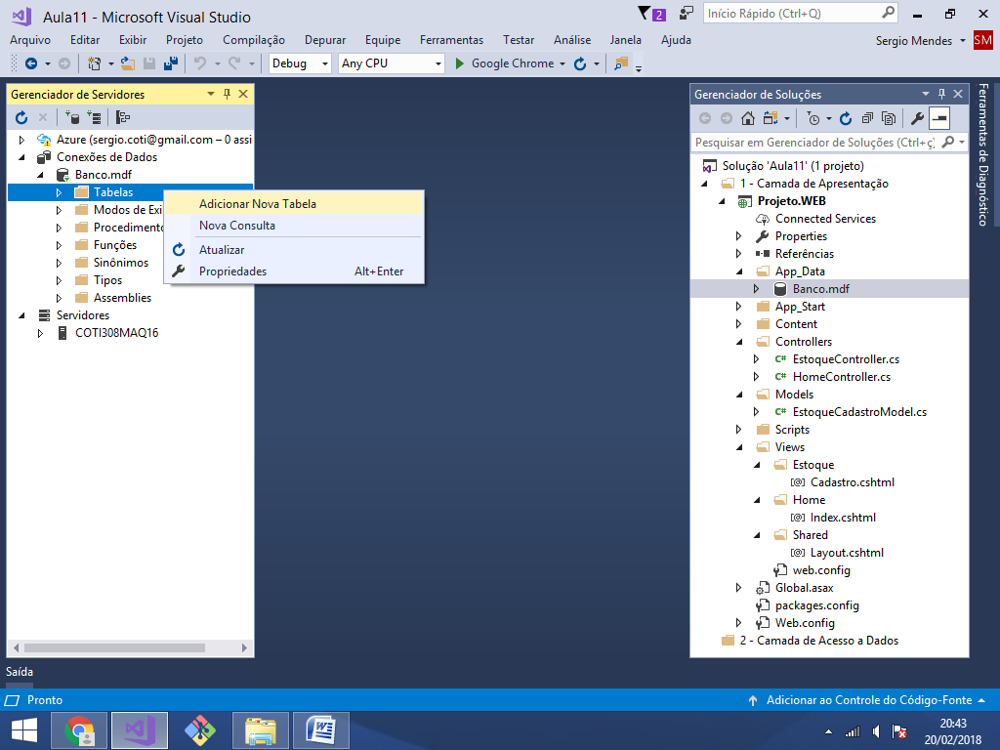 Aula11 - Microsoft Visual Studio
2
Início Rápido (Ctrl+Q)
Arquivo Editar Exibir Projeto Compilação Depurar Equipe Ferramentas Testar Análise Janela Ajuda
Sergio Mendes SM
Debug Any CPU Google Chrome
Gerenciador de Servidores
Azure (sergio.coti@gmail.com – 0 assi
Conexões de Dados
Banco.mdf
Tabelas
Modos de Exi
Procedimento
Funções
Sinônimos
Tipos
Assemblies
Servidores
COTI308MAQ16
Adicionar Nova Tabela
Nova Consulta
Atualizar
Propriedades Alt+Enter
Gerenciador de Soluções
Pesquisar em Gerenciador de Soluções (Ctrl+ç)
Solução 'Aula11' (1 projeto)
1 - Camada de Apresentação
Projeto.WEB
Connected Services
Properties
Referências
App_Data
Banco.mdf
App_Start
Content
Controllers
C# EstoqueController.cs
C# HomeController.cs
Models
C# EstoqueCadastroModel.cs
Scripts
Views
Estoque
[@] Cadastro.cshtml
Home
[@] Index.cshtml
Shared
[@] Layout.cshtml
web.config
Global.asax
packages.config
Web.config
2 - Camada de Acesso a Dados
Ferramentas de Diagnóstico
Saída
Pronto
Adicionar ao Controle do Código-Fonte
20:43
20/02/2018